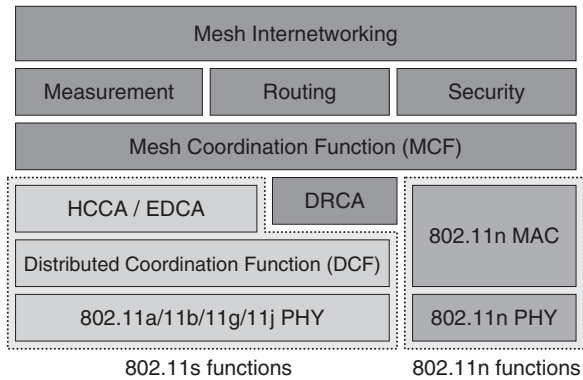 Mesh Internetworking
Measurement
Routing
Security
Mesh Coordination Function (MCF)
HCCA / EDCA
DRCA
802.11n MAC
Distributed Coordination Function (DCF)
802.11a/11b/11g/11j PHY
802.11n PHY
802.11s functions
802.11n functions